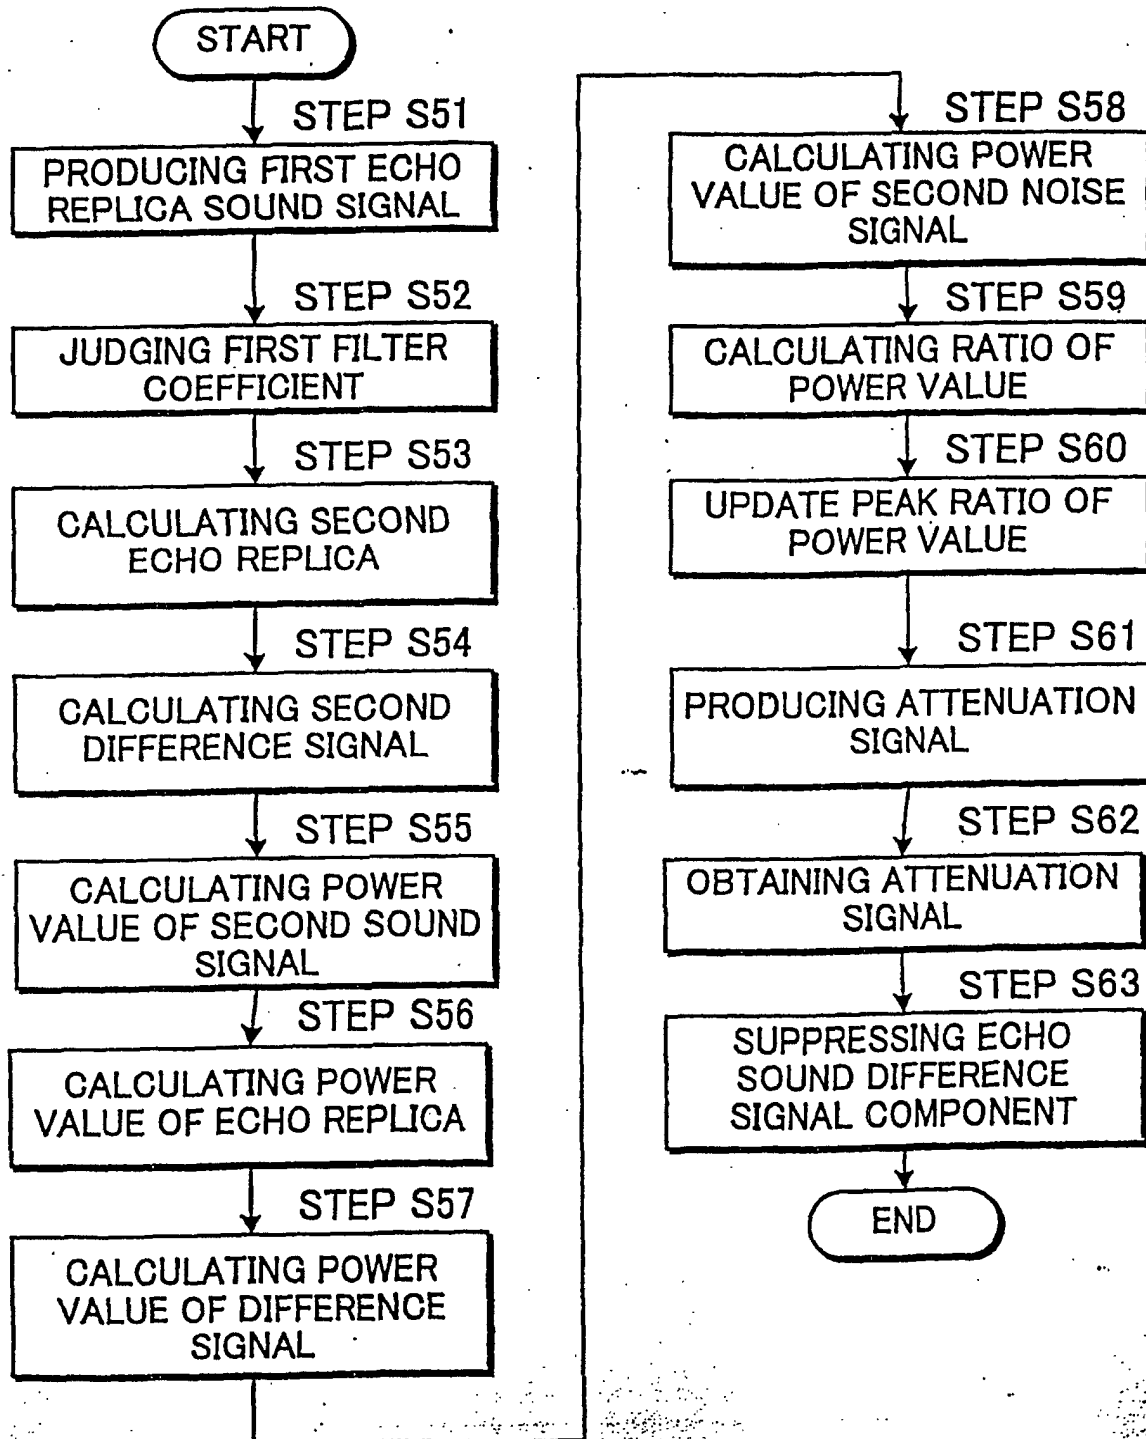 START
STEP S51
PRODUCING FIRST ECHO
REPLICA SOUND SIGNAL
STEP S52
JUDGING FIRST FILTER
COEFFICIENT
STEP S53
CALCULATING SECOND
ECHO REPLICA
STEP S54
CALCULATING SECOND
DIFFERENCE SIGNAL
STEP S55
CALCULATING POWER
VALUE OF SECOND SOUND
SIGNAL
STEP S56
CALCULATING POWER
VALUE OF ECHO REPLICA
STEP S57
CALCULATING POWER
VALUE OF DIFFERENCE
SIGNAL
STEP S58
CALCULATING POWER
VALUE OF SECOND NOISE
SIGNAL
STEP S59
CALCULATING RATIO OF
POWER VALUE
STEP S60
UPDATE PEAK RATIO OF
POWER VALUE
STEP S61
PRODUCING ATTENUATION
SIGNAL
STEP S62
OBTAINING ATTENUATION
SIGNAL
STEP S63
SUPPRESSING ECHO
SOUND DIFFERENCE
SIGNAL COMPONENT
END